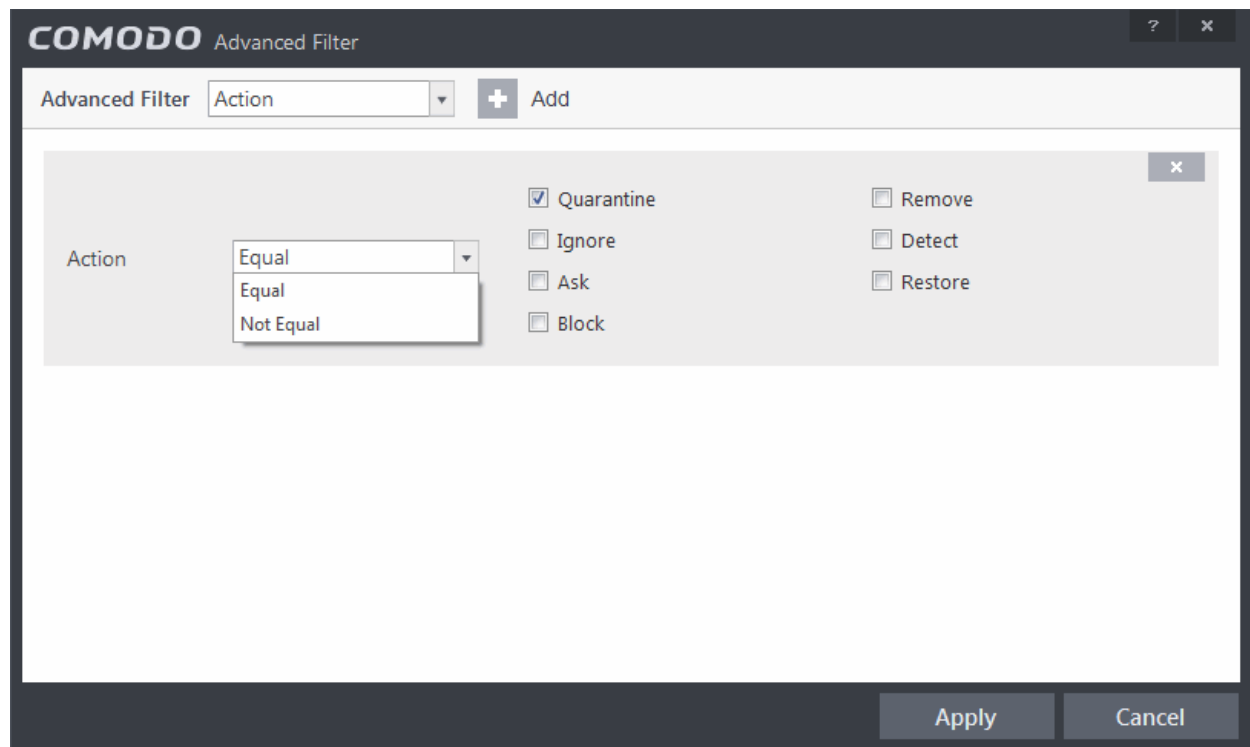 COMODO Advanced Filter
? ×
Advanced Filter Action Add
Quarantine Remove
Ignore Detect
Action Equal
Ask Restore
Equal
Not Equal Block
Apply Cancel